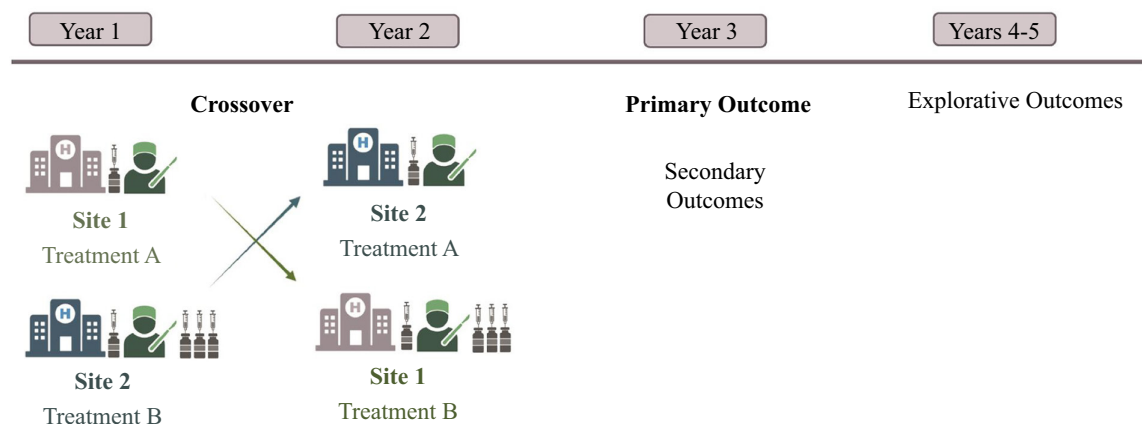 Year 1
Year 2
Year 3
Years 4-5
Crossover
Primary Outcome
Explorative Outcomes
Secondary
Outcomes
H
Site 1
Treatment A
H
Site 2
Treatment A
H
Site 2
Treatment B
H
Site 1
Treatment B